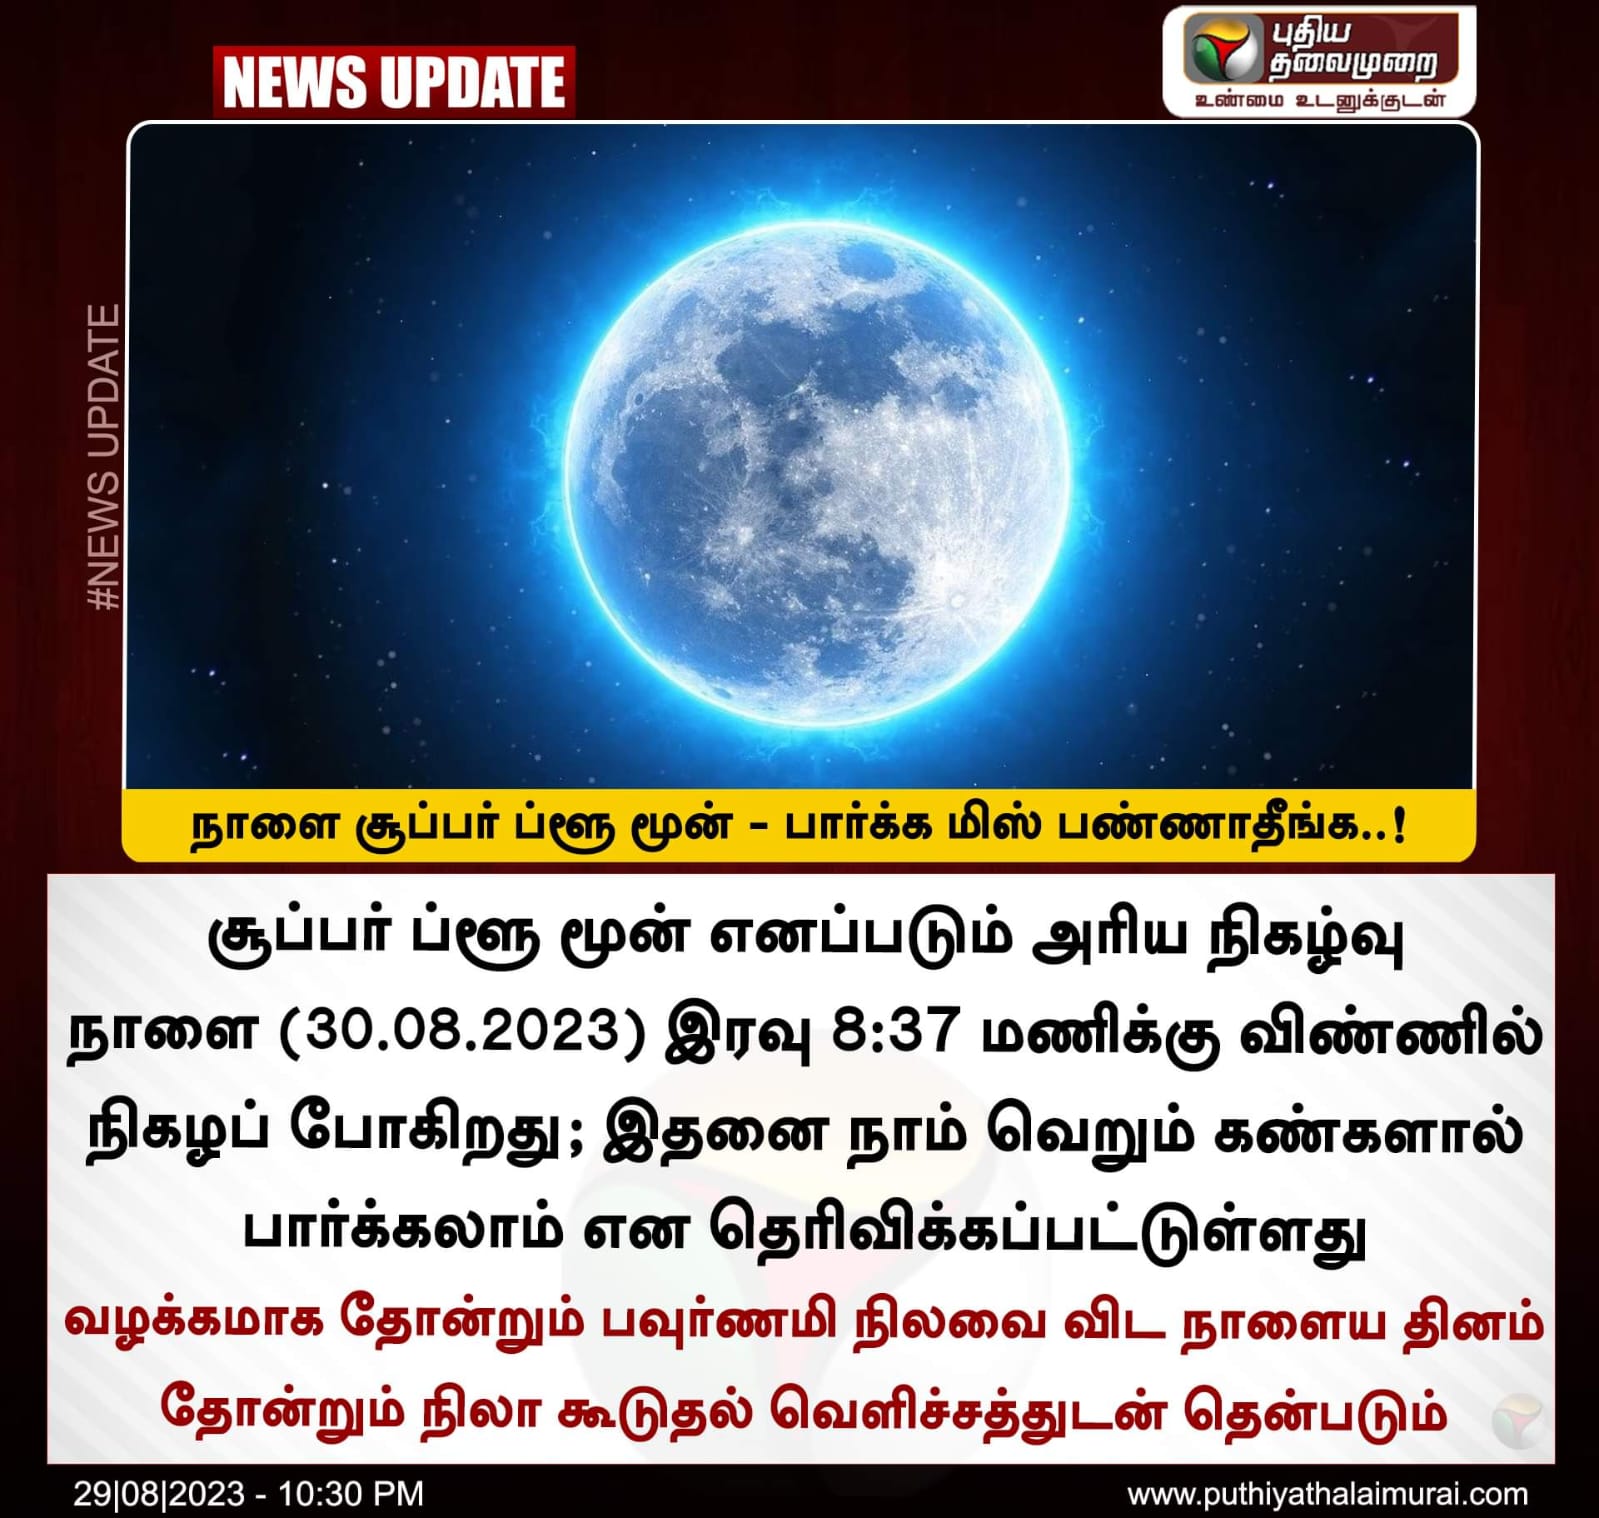 NEWS UPDATE
புதிய
தலைமுறை
உண்மை உடனுக்குடன்
#NEWS UPDATE
நாளை சூப்பர் ப்ளூ மூன் - பார்க்க மிஸ் பண்ணாதீங்க..!
சூப்பர் ப்ளூ மூன் எனப்படும் அரிய நிகழ்வு
நாளை (30.08.2023) இரவு 8:37 மணிக்கு விண்ணில்
நிகழப் போகிறது; இதனை நாம் வெறும் கண்களால்
பார்க்கலாம் என தெரிவிக்கப்பட்டுள்ளது
வழக்கமாக தோன்றும் பவுர்ணமி நிலவை விட நாளைய தினம்
தோன்றும் நிலா கூடுதல் வெளிச்சத்துடன் தென்படும்
29|08|2023 - 10:30 PM
www.puthiyathalaimurai.com